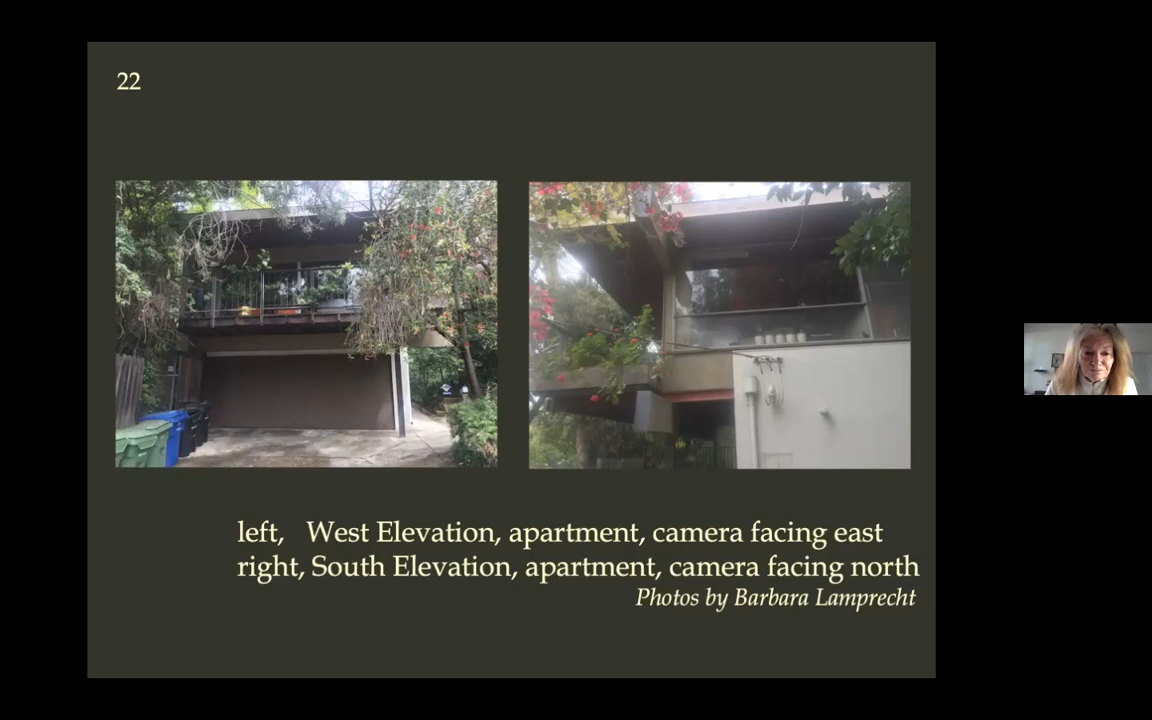 22
left, West Elevation, apartment, camera facing east
right, South Elevation, apartment, camera facing north
Photos by Barbara Lamprecht